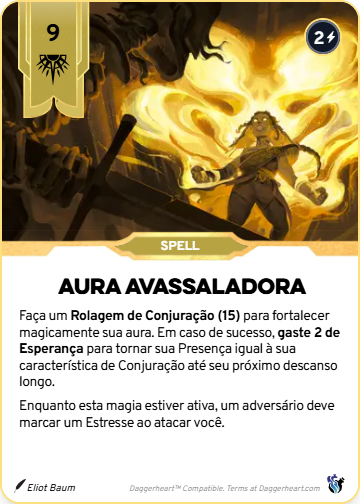 9
2
SPELL
AURA AVASSALADORA
Faça um Rolagem de Conjuração (15) para fortalecer
magicamente sua aura. Em caso de sucesso, gaste 2 de
Esperança para tornar sua Presença igual à sua
característica de Conjuração até seu próximo descanso
longo.
Enquanto esta magia estiver ativa, um adversário deve
marcar um Estresse ao atacar você.
Eliot Baum
Daggerheart™ Compatible. Terms at Daggerheart.com